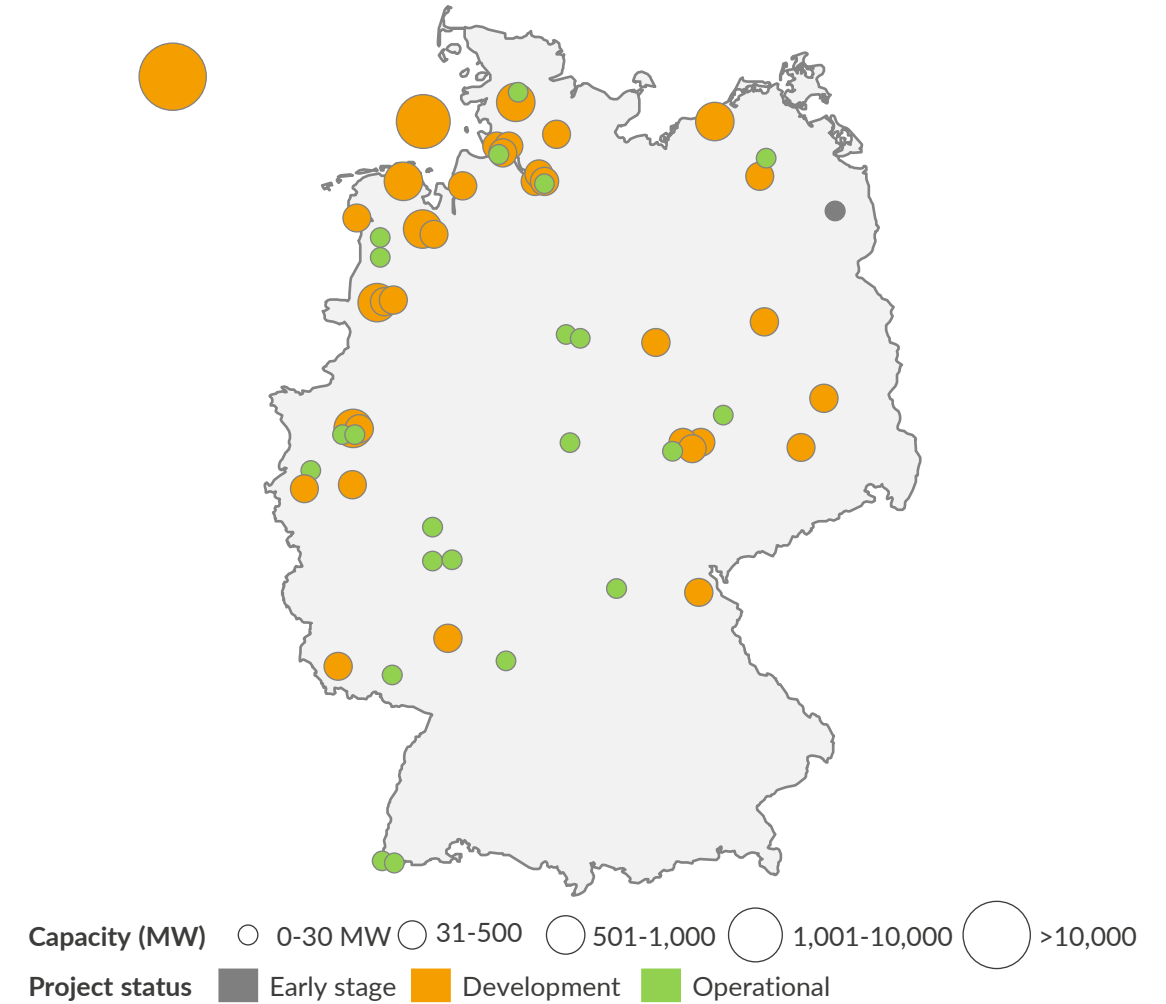 Capacity (MW) 0-30 MW 31-500 501-1,000 1,001-10,000 >10,000
Project status Early stage Development Operational